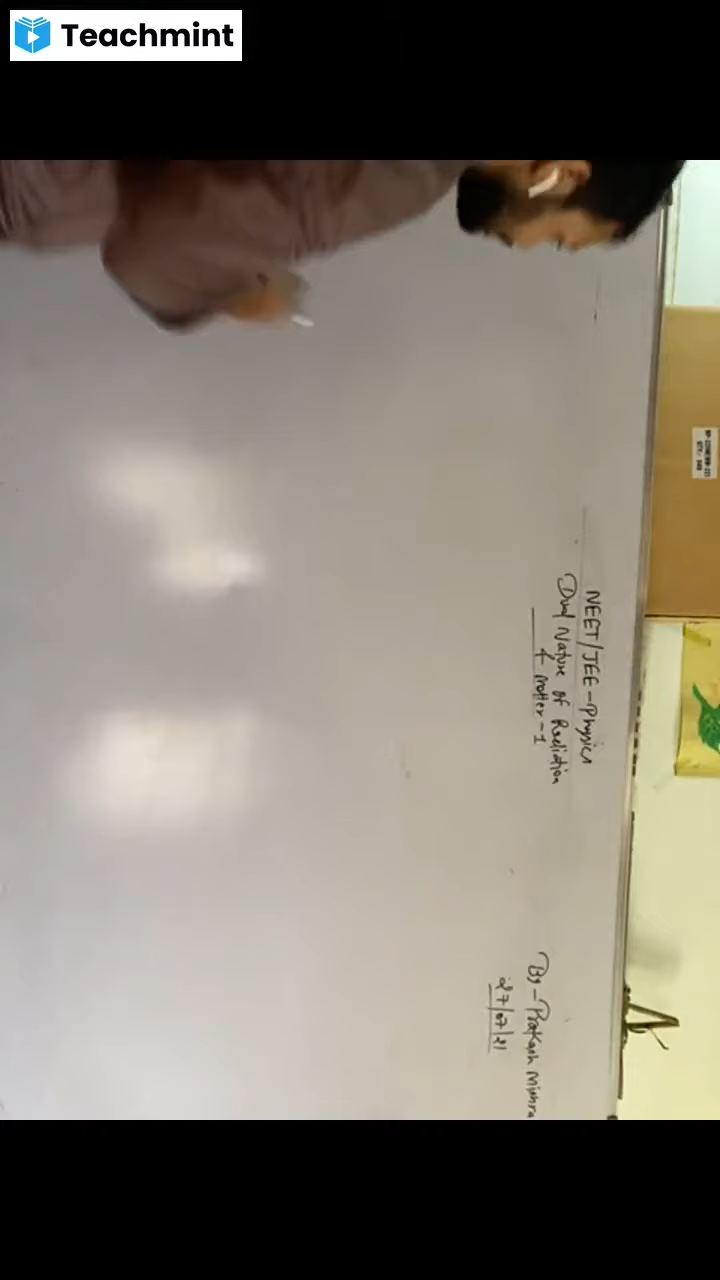 Teachmint
NEET/JEE-Physics
Dual Nature of Radiation
& Matter-1
By-Prakash Mishra
27/07/21